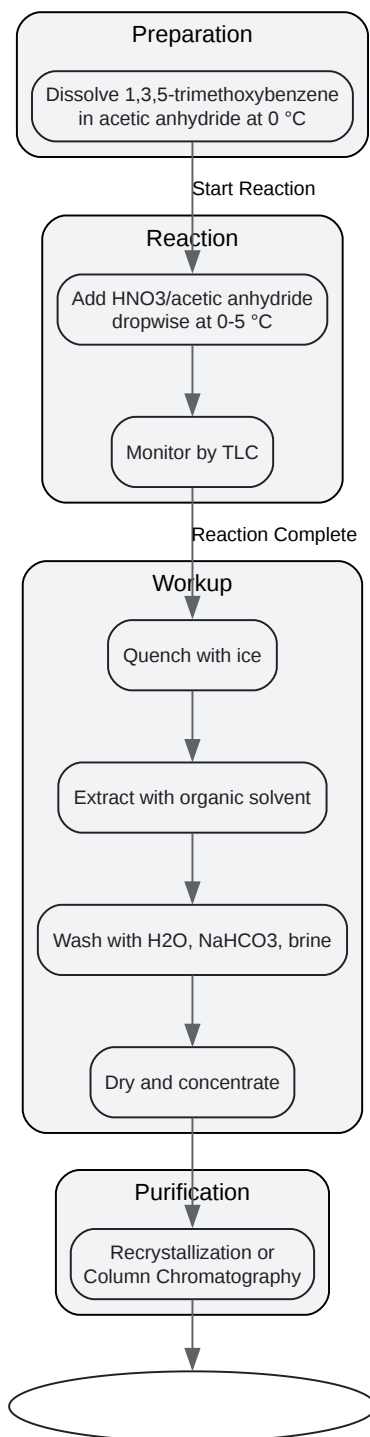 Preparation
Dissolve 1,3,5-trimethoxybenzene
in acetic anhydride at 0 °C
Start Reaction
Reaction
Add HNO3/acetic anhydride
dropwise at 0-5 °C
Monitor by TLC
Reaction Complete
Workup
Quench with ice
Extract with organic solvent
Wash with H2O, NaHCO3, brine
Dry and concentrate
Purification
Recrystallization or
Column Chromatography